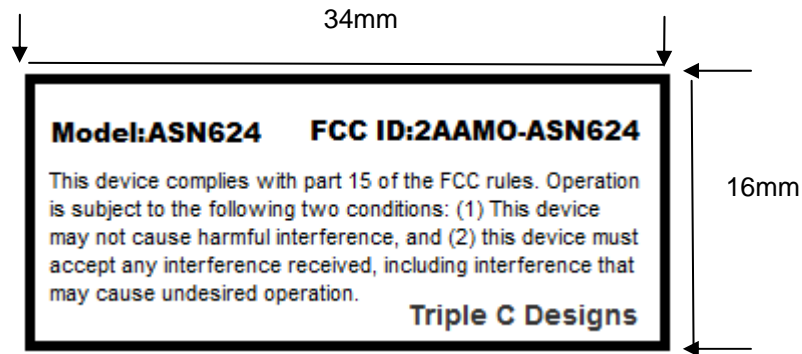 34mm
Model:ASN624 FCC ID:2AAMO-ASN624
This device complies with part 15 of the FCC rules. Operation
is subject to the following two conditions: (1) This device
may not cause harmful interference, and (2) this device must
accept any interference received, including interference that
may cause undesired operation.
Triple C Designs
16mm